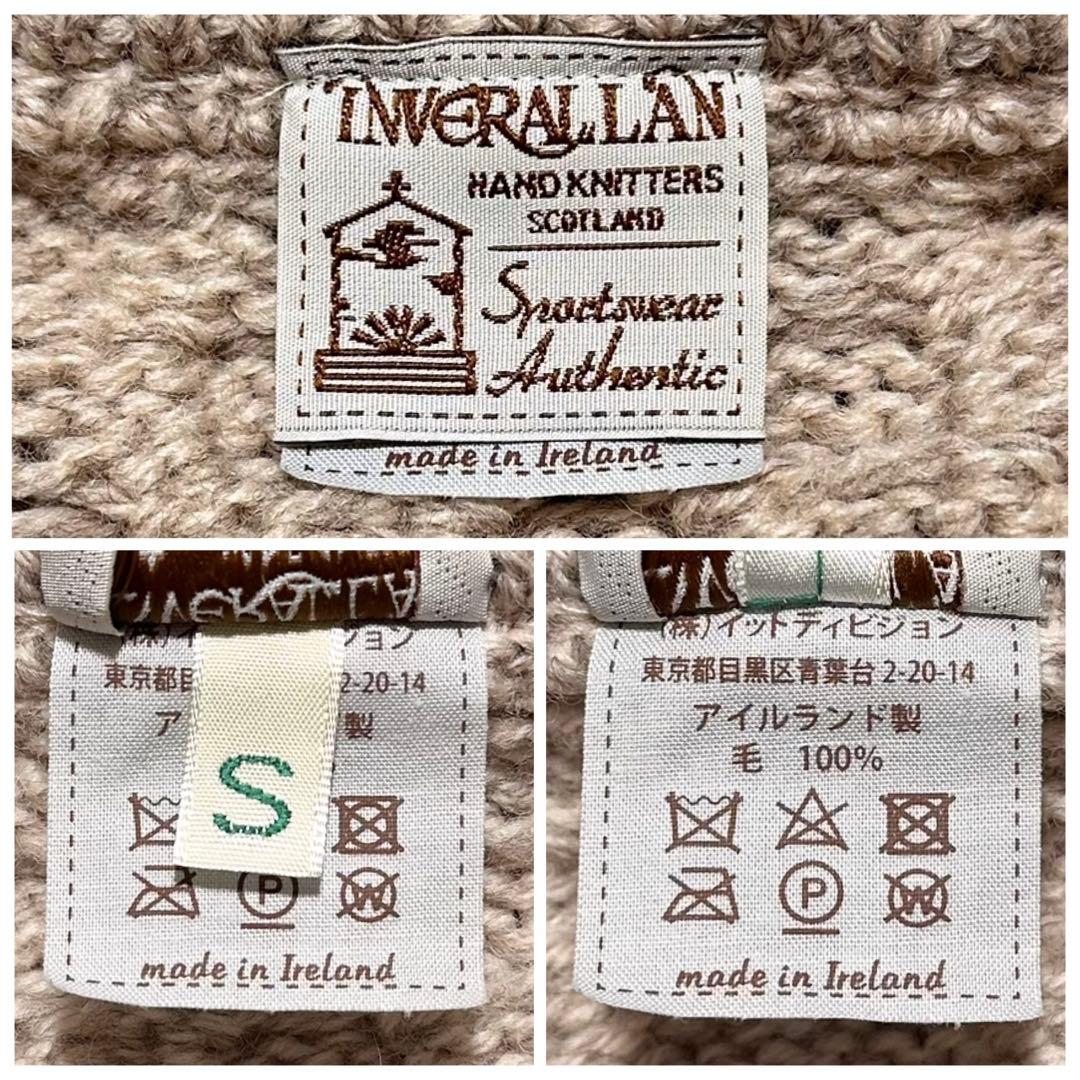 INVERALLAN
HAND KNITTERS
SCOTLAND
Sportswear
Authentic
made in Ireland
ション
東京都目 2-20-14
ア 製
S
P
W
made in Ireland
(株)イットディビジョン
東京都目黒区青葉台 2-20-14
アイルランド製
毛 100%
P
W
made in Ireland